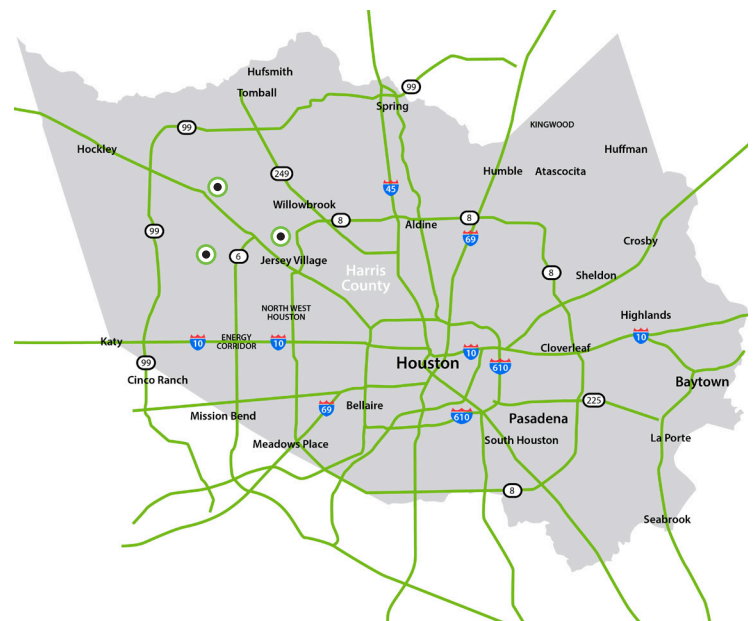 Hufsmith
Tomball
99
Spring
99
KINGWOOD
Hockley
Huffman
249
45
Humble
Atascocita
Willowbrook
8
8
Aldine
99
69
Crosby
6
Jersey Village
Harris
County
8
Sheldon
NORTH WEST
HOUSTON
Highlands
Katy
10
ENERGY
CORRIDOR
10
10
Cloverleaf
10
99
Houston
610
Cinco Ranch
Baytown
69
Bellaire
225
Mission Bend
610
Pasadena
Meadows Place
South Houston
La Porte
8
Seabrook